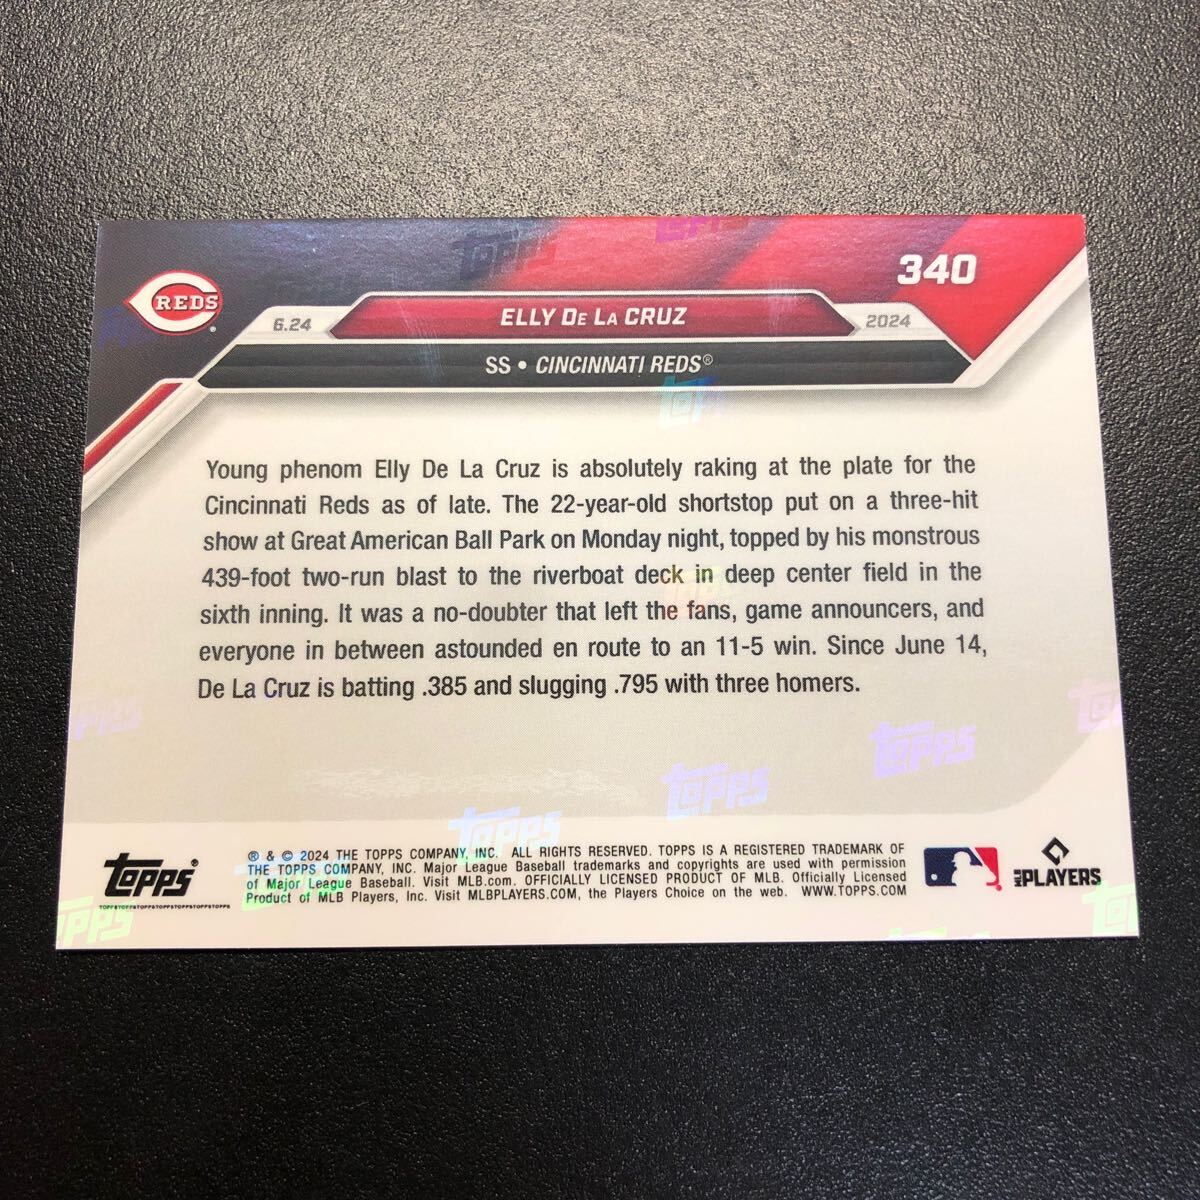 340
REDS
6.24
ELLY DE LA CRUZ
2024
SS • CINCINNATI REDS®
Young phenom Elly De La Cruz is absolutely raking at the plate for the
Cincinnati Reds as of late. The 22-year-old shortstop put on a three-hit
show at Great American Ball Park on Monday night, topped by his monstrous
439-foot two-run blast to the riverboat deck in deep center field in the
sixth inning. It was a no-doubter that left the fans, game announcers, and
everyone in between astounded en route to an 11-5 win. Since June 14,
De La Cruz is batting .385 and slugging .795 with three homers.
topps
topps
topps
topps®
® & © 2024 THE TOPPS COMPANY, INC. ALL RIGHTS RESERVED. TOPPS IS A REGISTERED TRADEMARK OF
THE TOPPS COMPANY, INC. Major League Baseball trademarks and copyrights are used with permission
of Major League Baseball. Visit MLB.com. OFFICIALLY LICENSED PRODUCT OF MLB. Officially Licensed
Product of MLB Players, Inc. Visit MLBPLAYERS.COM, the Players Choice on the web. WWW.TOPPS.COM
MLB PLAYERS